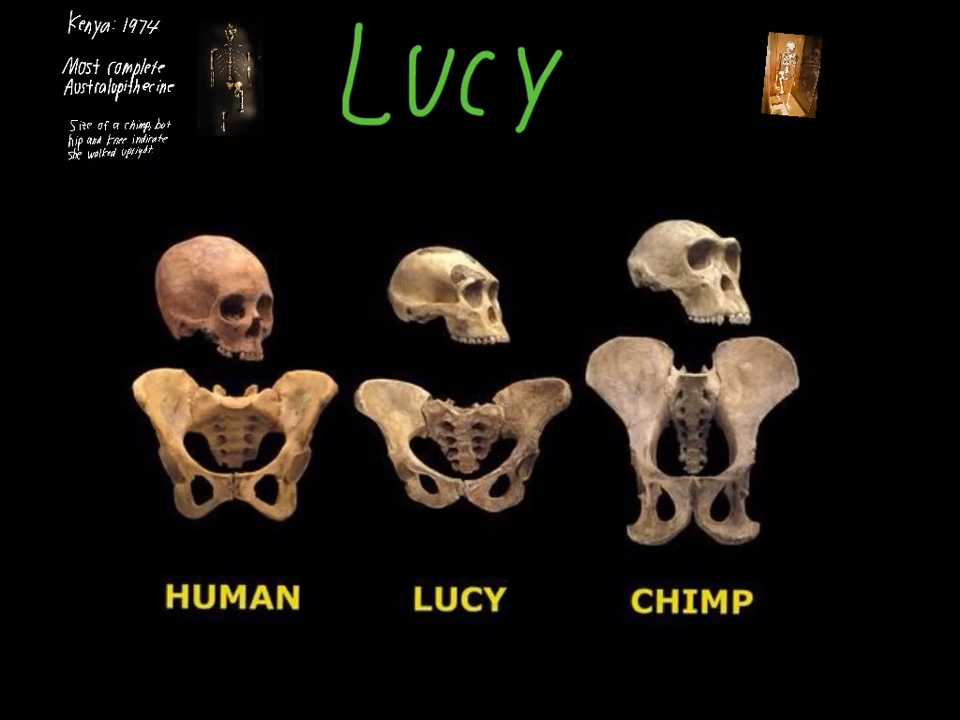 Kenya: 1974
LUCY
Most complete
Australopithecine
Size of a chimp, but
hip and knee indicate
she walked upright
HUMAN
LUCY
CHIMP